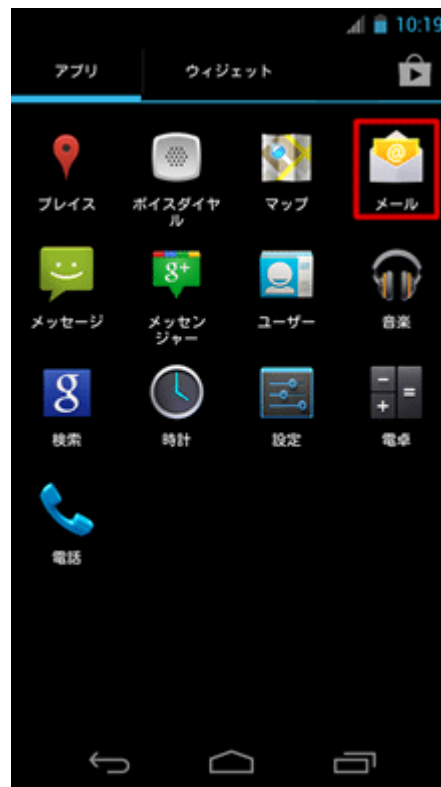 10:19
アプリ ウィジェット
プレイス ボイスダイヤ マップ メール
ル
メッセージ メッセン ユーザー 音楽
ジャー
検索 時計 設定 電卓
電話